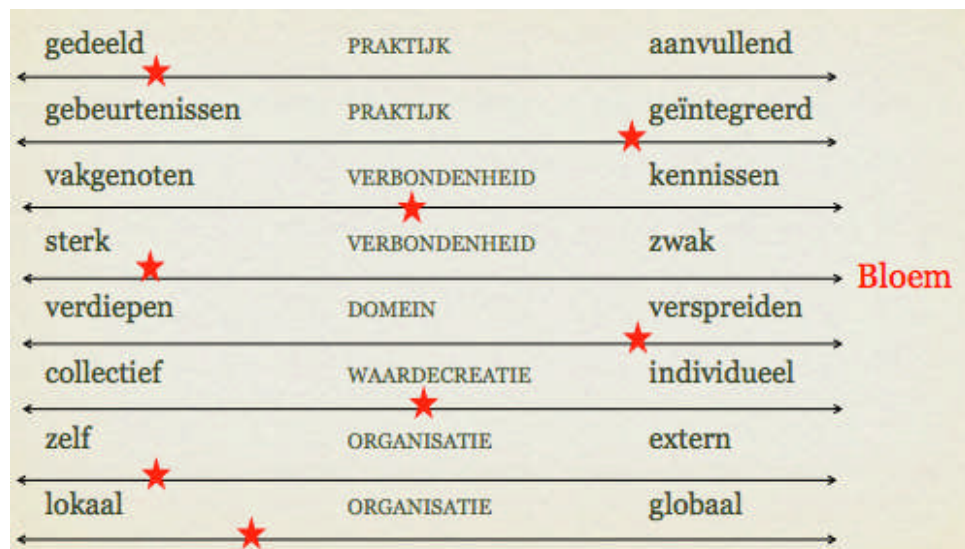 gedeeld PRAKTIJK aanvullend
gebeurtenissen PRAKTIJK geïntegreerd
vakgenoten VERBONDENHEID kennissen
sterk VERBONDENHEID zwak
Bloem
verdiepen DOMEIN verspreiden
collectief WAARDECREATIE individueel
zelf ORGANISATIE extern
lokaal ORGANISATIE globaal